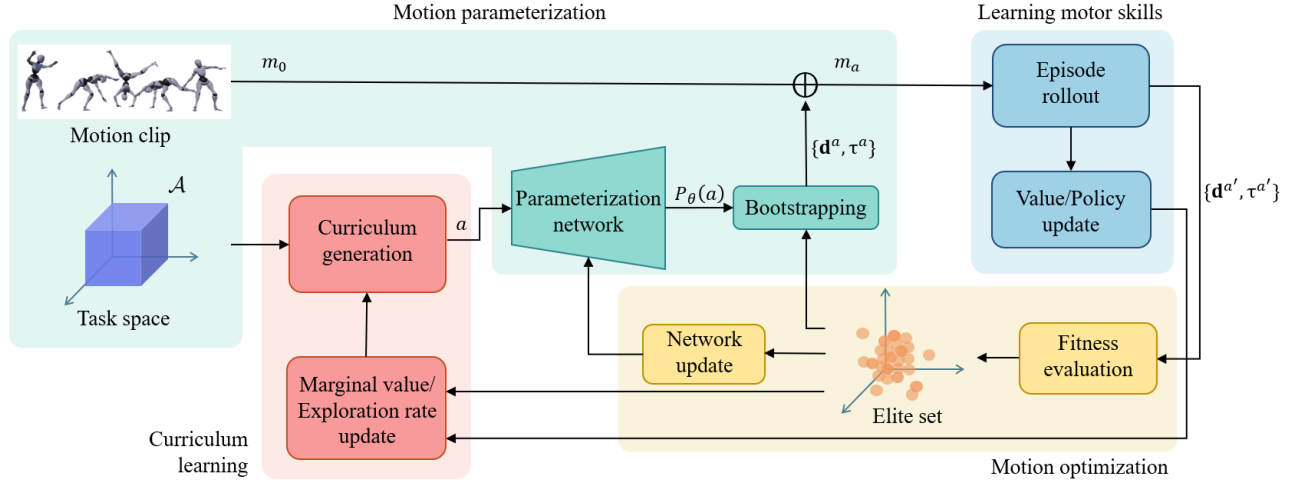 Motion parameterization
Learning motor skills
m₀
mₐ
Episode
rollout
Motion clip
{𝐝ᵃ, τᵃ}
{𝐝ᵃ′, τᵃ′}
𝒜
Parameterization
network
P_θ(a)
Bootstrapping
Value/Policy
update
Curriculum
generation
a
Task space
Network
update
Fitness
evaluation
Marginal value/
Exploration rate
update
Elite set
Curriculum
learning
Motion optimization